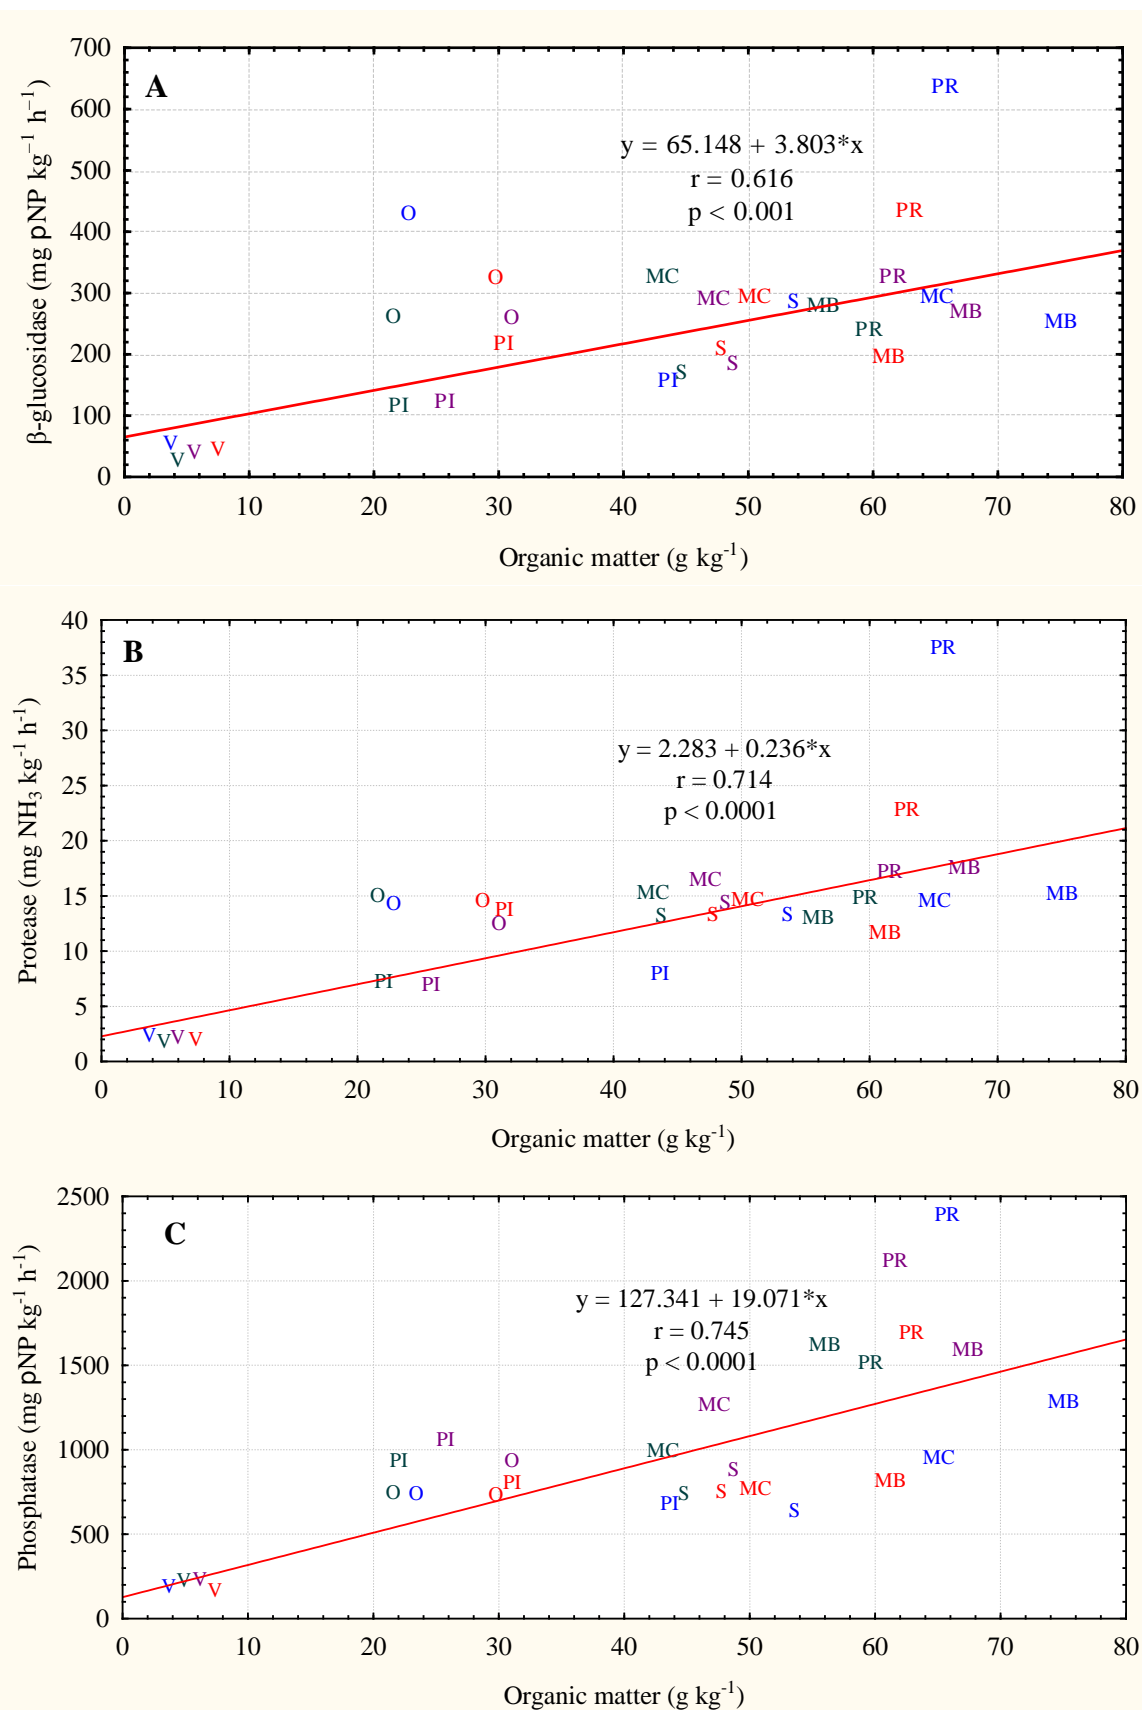 700
A
PR
600
y = 65.148 + 3.803*x
500
r = 0.616
O
p < 0.001
PR
400
O
MC
PR
300
O
O
MC
MC
S
MB
MC
MB
MB
PI
S
PR
MB
200
PI
S
S
PI
PI
100
V
V
V
V
0
β-glucosidase (mg pNP kg⁻¹ h⁻¹)
0 10 20 30 40 50 60 70 80
Organic matter (g kg⁻¹)
40
B
PR
35
30
y = 2.283 + 0.236*x
r = 0.714
25
p < 0.0001
PR
20
PR
MB
15
O
O
O
PI
O
MC
MC
S
MC
S
S
S
MB
PR
MB
MC
MB
10
PI
PI
PI
5
V
V
V
V
0
Protease (mg NH₃ kg⁻¹ h⁻¹)
0 10 20 30 40 50 60 70 80
Organic matter (g kg⁻¹)
2500
C
PR
PR
2000
y = 127.341 + 19.071*x
r = 0.745
p < 0.0001
MB
PR
PR
MB
1500
MC
MB
1000
PI
PI
O
MC
MC
O
O
O
PI
PI
S
S
S
MC
S
MB
500
V
V
V
V
0
Phosphatase (mg pNP kg⁻¹ h⁻¹)
0 10 20 30 40 50 60 70 80
Organic matter (g kg⁻¹)